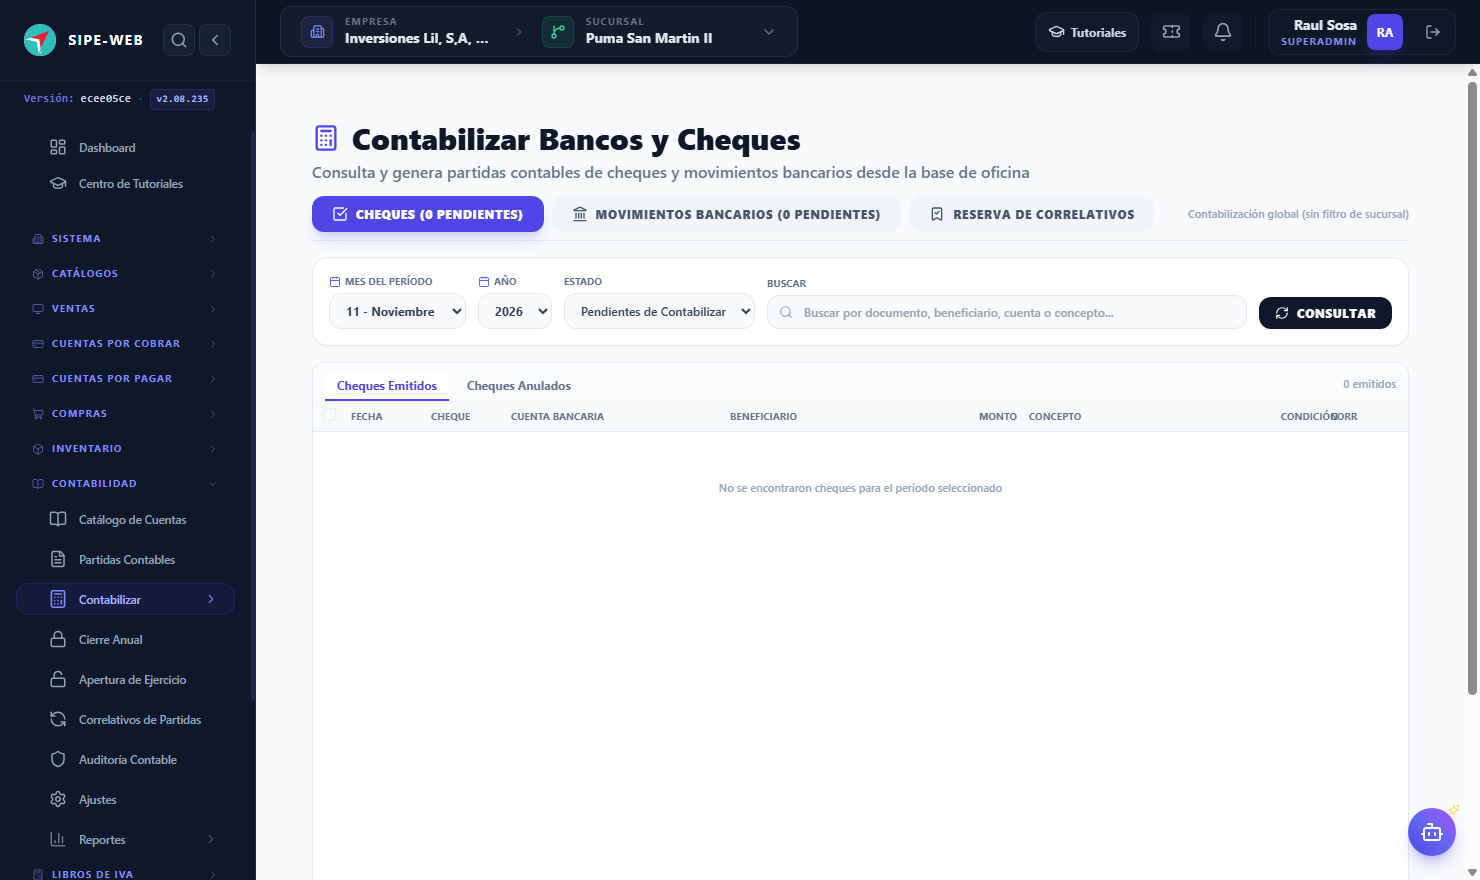 SIPE-WEB
Versión: ecee05ce · v2.08.235
Dashboard
Centro de Tutoriales
SISTEMA
CATÁLOGOS
VENTAS
CUENTAS POR COBRAR
CUENTAS POR PAGAR
COMPRAS
INVENTARIO
CONTABILIDAD
Catálogo de Cuentas
Partidas Contables
Contabilizar
Cierre Anual
Apertura de Ejercicio
Correlativos de Partidas
Auditoría Contable
Ajustes
Reportes
LIBROS DE IVA
EMPRESA
Inversiones Lil, S,A, ...
SUCURSAL
Puma San Martin II
Tutoriales
Raul Sosa
SUPERADMIN
RA
Contabilizar Bancos y Cheques
Consulta y genera partidas contables de cheques y movimientos bancarios desde la base de oficina
CHEQUES (0 PENDIENTES)
MOVIMIENTOS BANCARIOS (0 PENDIENTES)
RESERVA DE CORRELATIVOS
Contabilización global (sin filtro de sucursal)
MES DEL PERÍODO
11 - Noviembre
AÑO
2026
ESTADO
Pendientes de Contabilizar
BUSCAR
Buscar por documento, beneficiario, cuenta o concepto...
CONSULTAR
Cheques Emitidos
Cheques Anulados
0 emitidos
FECHA CHEQUE CUENTA BANCARIA BENEFICIARIO MONTO CONCEPTO CONDICIÓN CORR
No se encontraron cheques para el período seleccionado